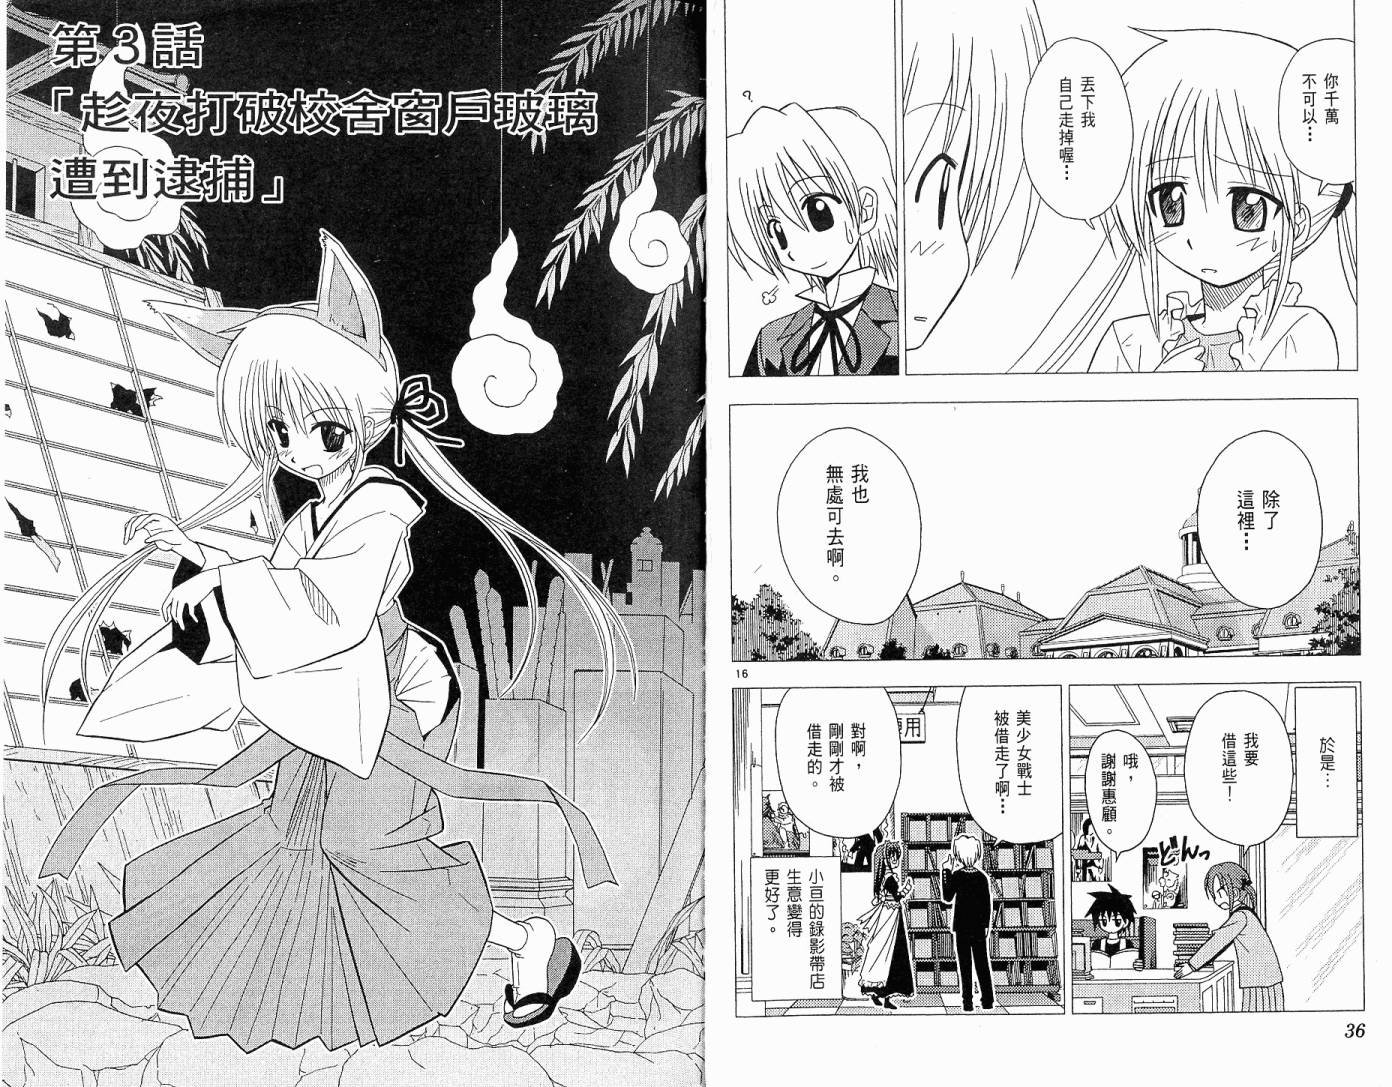 你千萬
不可以…
丟下我
自己走掉喔…
?
除了
這裡…
我也
無處可去啊。
16
於是…
我要
借這些！
哦，
謝謝惠顧。
どんっ
美少女戰士
被借走了啊…
對啊，
剛剛才被
借走的。
用
小亘的錄影帶店
生意變得
更好了。
36
第3話
「趁夜打破校舍窗戶玻璃
遭到逮捕」